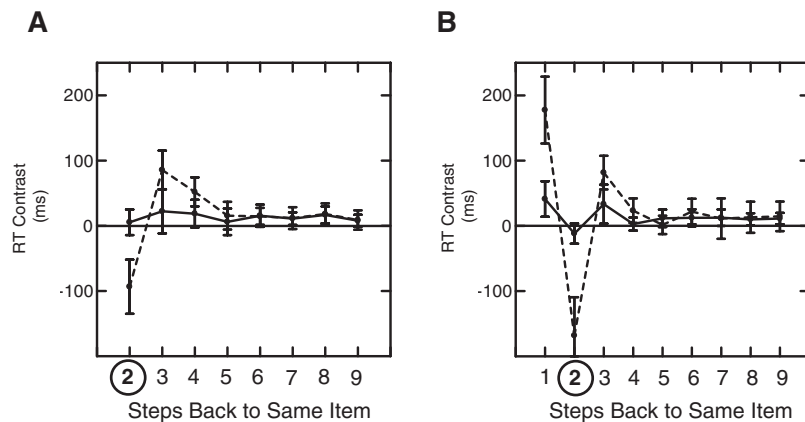 A
200
100
0
-100
RT Contrast
(ms)
2 3 4 5 6 7 8 9
Steps Back to Same Item
B
200
100
0
-100
RT Contrast
(ms)
1 2 3 4 5 6 7 8 9
Steps Back to Same Item